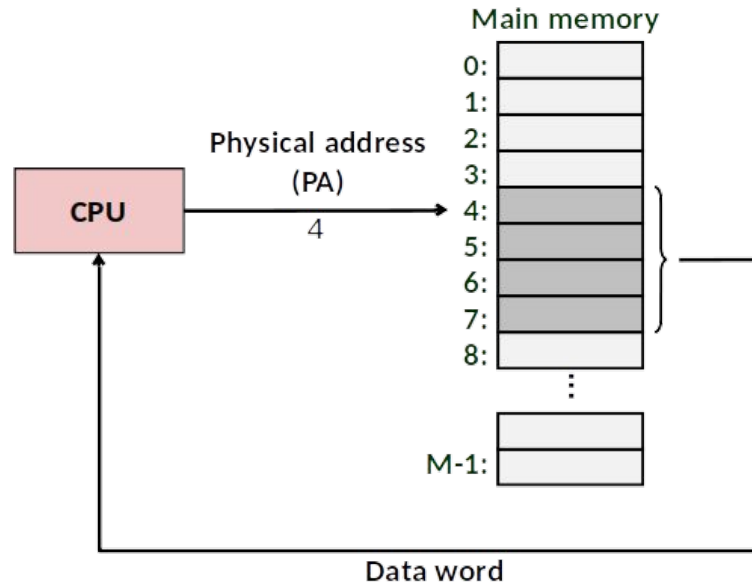 Main memory
0:
1:
2:
3:
4:
5:
6:
7:
8:
M-1:
Physical address
(PA)
4
CPU
Data word